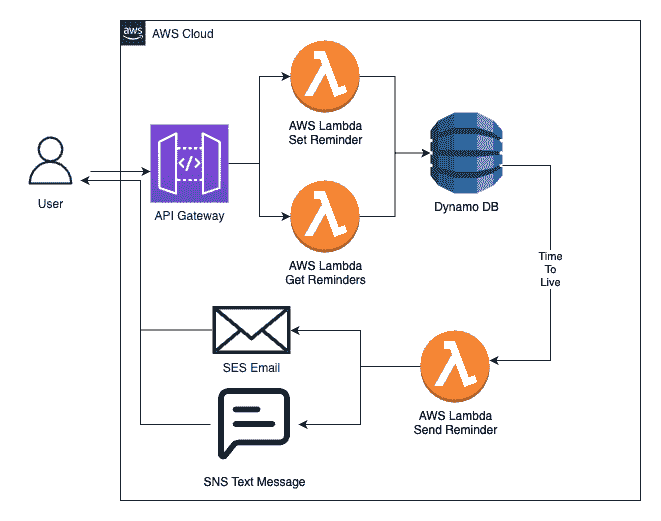 aws
AWS Cloud
AWS Lambda
Set Reminder
</>
User
API Gateway
Dynamo DB
AWS Lambda
Get Reminders
Time
To
Live
SES Email
AWS Lambda
Send Reminder
SNS Text Message